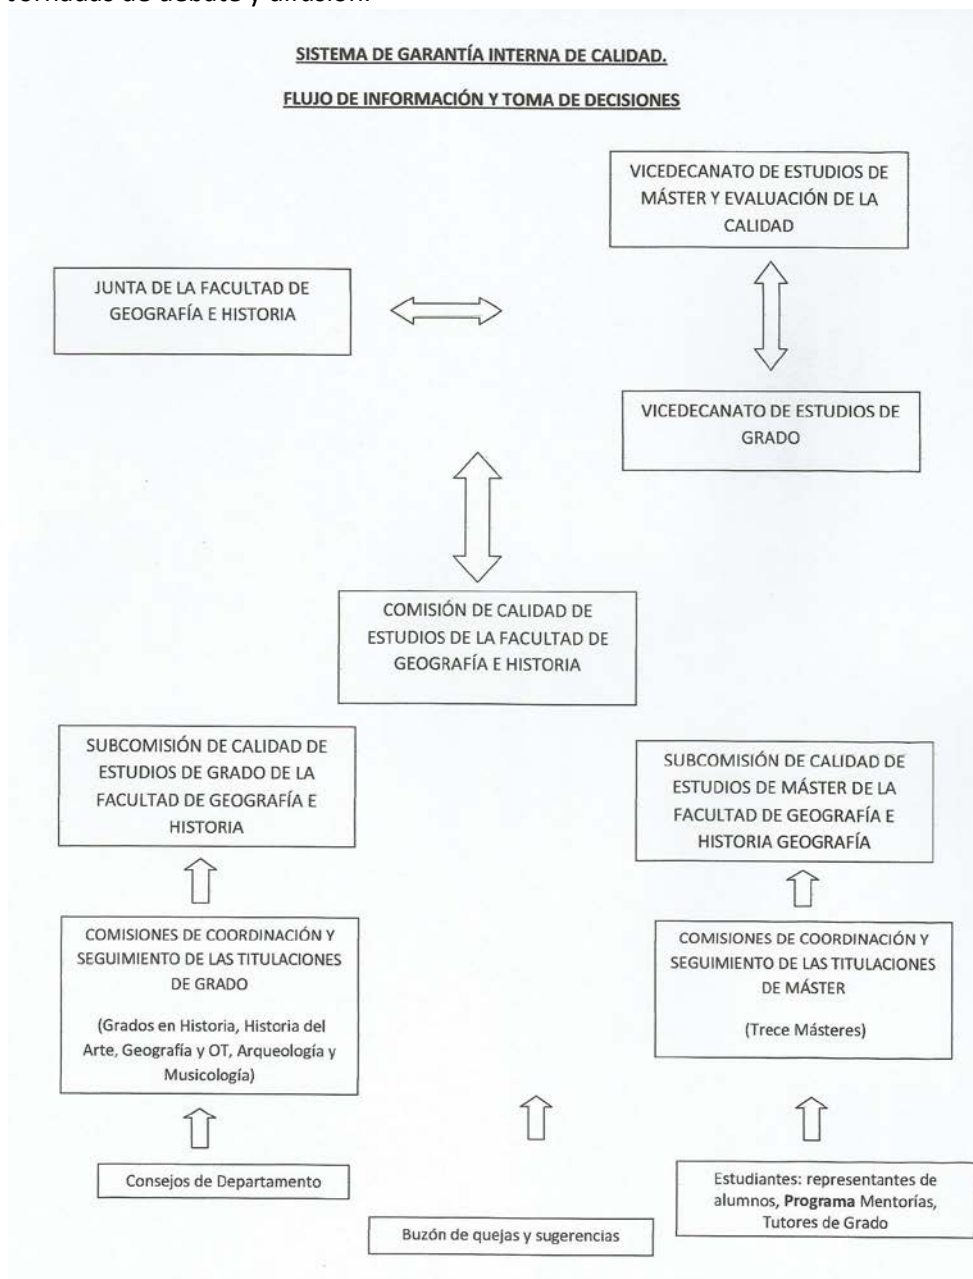 SISTEMA DE GARANTÍA INTERNA DE CALIDAD.
FLUJO DE INFORMACIÓN Y TOMA DE DECISIONES
VICEDECANATO DE ESTUDIOS DE
MÁSTER Y EVALUACIÓN DE LA
CALIDAD
JUNTA DE LA FACULTAD DE
GEOGRAFÍA E HISTORIA
VICEDECANATO DE ESTUDIOS DE
GRADO
COMISIÓN DE CALIDAD DE
ESTUDIOS DE LA FACULTAD DE
GEOGRAFÍA E HISTORIA
SUBCOMISIÓN DE CALIDAD DE
ESTUDIOS DE GRADO DE LA
FACULTAD DE GEOGRAFÍA E
HISTORIA
SUBCOMISIÓN DE CALIDAD DE
ESTUDIOS DE MÁSTER DE LA
FACULTAD DE GEOGRAFÍA E
HISTORIA GEOGRAFÍA
COMISIONES DE COORDINACIÓN Y
SEGUIMIENTO DE LAS TITULACIONES
DE GRADO
(Grados en Historia, Historia del
Arte, Geografía y OT, Arqueología y
Musicología)
COMISIONES DE COORDINACIÓN Y
SEGUIMIENTO DE LAS TITULACIONES
DE MÁSTER
(Trece Másteres)
Consejos de Departamento
Buzón de quejas y sugerencias
Estudiantes: representantes de
alumnos, Programa Mentorías,
Tutores de Grado